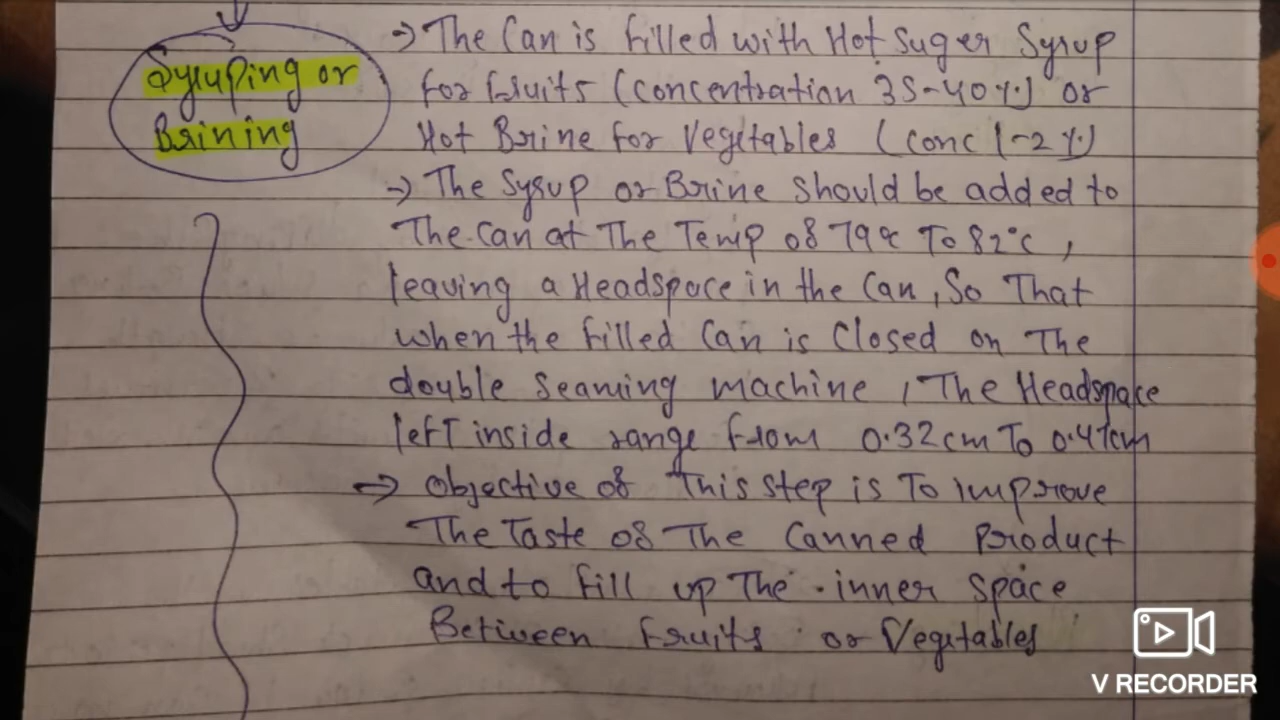 Syruping or
Brining
→ The Can is filled with Hot Suger Syrup
for fruits (concentration 35-40%) or
Hot Brine for Vegitables (conc 1-2%)
→ The Syrup or Brine should be added to
The Can at The Temp of 79°c To 82°c,
leaving a Headspace in the Can, So That
when the filled Can is Closed on The
double Seaming machine, The Headspace
left inside range from 0.32cm To 0.47cm
→ Objective of This step is To improve
The Taste of The Canned Product
and to fill up The inner space
Between fruits or Vegitables
V RECORDER